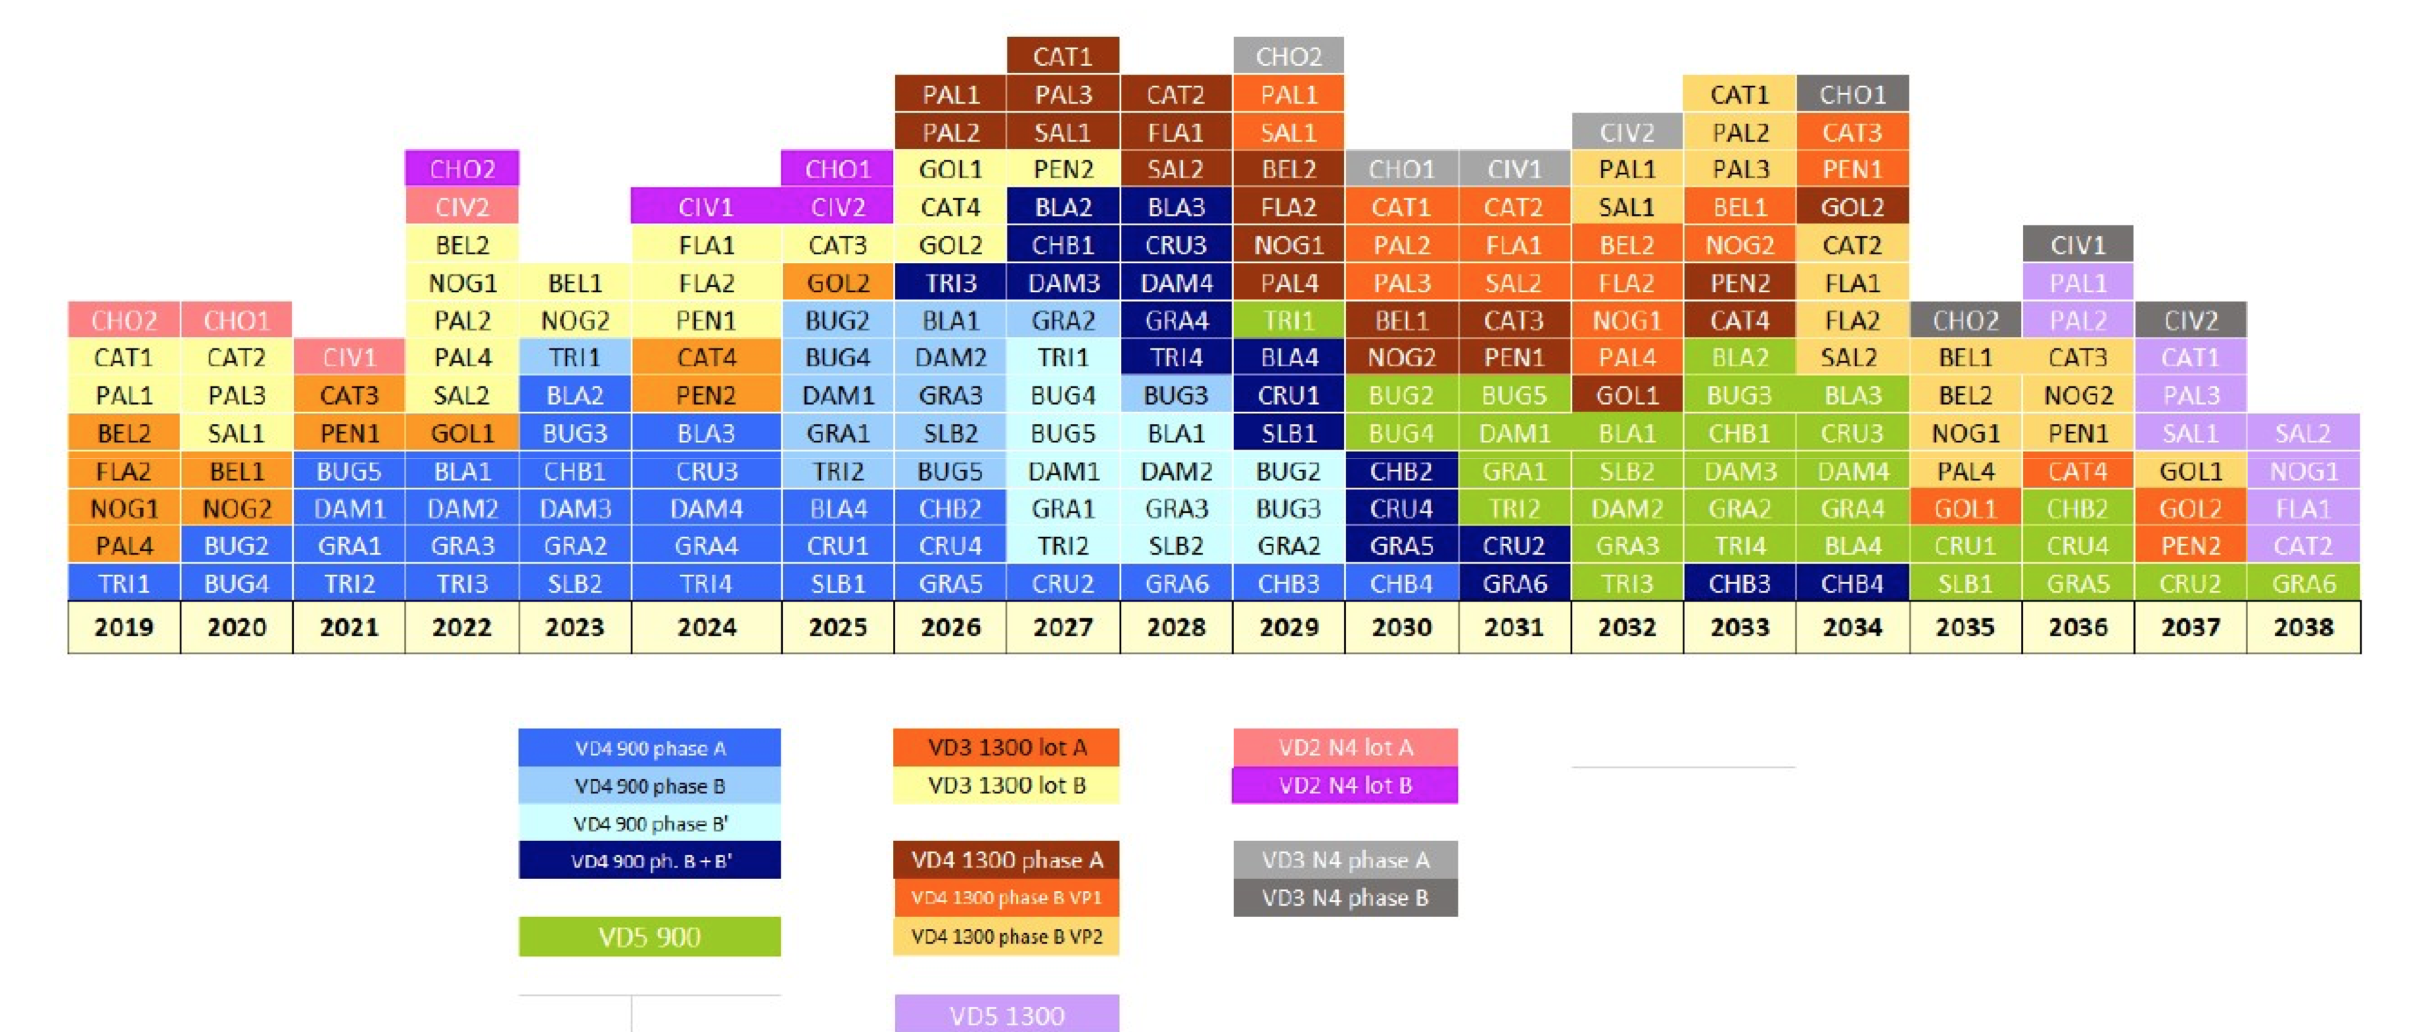 CAT1 CHO2
PAL1 PAL3 CAT2 PAL1 CAT1 CHO1
PAL2 SAL1 FLA1 SAL1 CIV2 PAL2 CAT3
CHO2 CHO1 GOL1 PEN2 SAL2 BEL2 CHO1 CIV1 PAL1 PAL3 PEN1
CIV2 CIV1 CIV2 CAT4 BLA2 BLA3 FLA2 CAT1 CAT2 SAL1 BEL1 GOL2
BEL2 FLA1 CAT3 GOL2 CHB1 CRU3 NOG1 PAL2 FLA1 BEL2 NOG2 CAT2 CIV1
NOG1 BEL1 FLA2 GOL2 TRI3 DAM3 DAM4 PAL4 PAL3 SAL2 FLA2 PEN2 FLA1 PAL1
CHO2 CHO1 PAL2 NOG2 PEN1 BUG2 BLA1 GRA2 GRA4 TRI1 BEL1 CAT3 NOG1 CAT4 FLA2 CHO2 PAL2 CIV2
CAT1 CAT2 CIV1 PAL4 TRI1 CAT4 BUG4 DAM2 TRI1 TRI4 BLA4 NOG2 PEN1 PAL4 BLA2 SAL2 BEL1 CAT3 CAT1
PAL1 PAL3 CAT3 SAL2 BLA2 PEN2 DAM1 GRA3 BUG4 BUG3 CRU1 BUG2 BUG5 GOL1 BUG3 BLA3 BEL2 NOG2 PAL3
BEL2 SAL1 PEN1 GOL1 BUG3 BLA3 GRA1 SLB2 BUG5 BLA1 SLB1 BUG4 DAM1 BLA1 CHB1 CRU3 NOG1 PEN1 SAL1 SAL2
FLA2 BEL1 BUG5 BLA1 CHB1 CRU3 TRI2 BUG5 DAM1 DAM2 BUG2 CHB2 GRA1 SLB2 DAM3 DAM4 PAL4 CAT4 GOL1 NOG1
NOG1 NOG2 DAM1 DAM2 DAM3 DAM4 BLA4 CHB2 GRA1 GRA3 BUG3 CRU4 TRI2 DAM2 GRA2 GRA4 GOL1 CHB2 GOL2 FLA1
PAL4 BUG2 GRA1 GRA3 GRA2 GRA4 CRU1 CRU4 TRI2 SLB2 GRA2 GRA5 CRU2 GRA3 TRI4 BLA4 CRU1 CRU4 PEN2 CAT2
TRI1 BUG4 TRI2 TRI3 SLB2 TRI4 SLB1 GRA5 CRU2 GRA6 CHB3 CHB4 GRA6 TRI3 CHB3 CHB4 SLB1 GRA5 CRU2 GRA6
2019 2020 2021 2022 2023 2024 2025 2026 2027 2028 2029 2030 2031 2032 2033 2034 2035 2036 2037 2038
VD4 900 phase A VD3 1300 lot A VD2 N4 lot A
VD4 900 phase B VD3 1300 lot B VD2 N4 lot B
VD4 900 phase B'
VD4 900 ph. B + B' VD4 1300 phase A VD3 N4 phase A
VD4 1300 phase B VP1 VD3 N4 phase B
VD5 900 VD4 1300 phase B VP2
VD5 1300